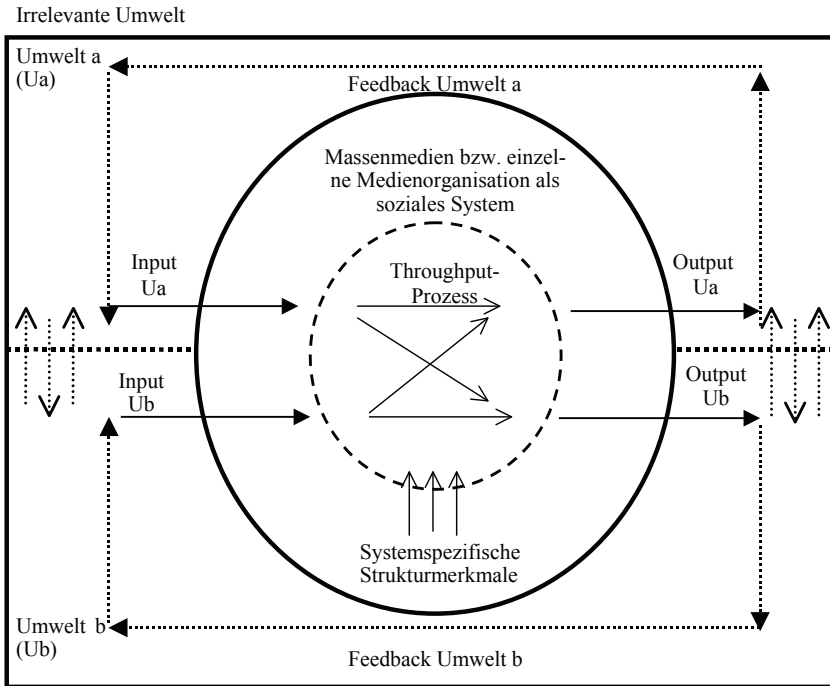 Irrelevante Umwelt
Umwelt a
(Ua)
Feedback Umwelt a
Massenmedien bzw. einzel-
ne Medienorganisation als
soziales System
Input
Ua
Throughput-
Prozess
Output
Ua
Input
Ub
Output
Ub
Systemspezifische
Strukturmerkmale
Umwelt b
(Ub)
Feedback Umwelt b